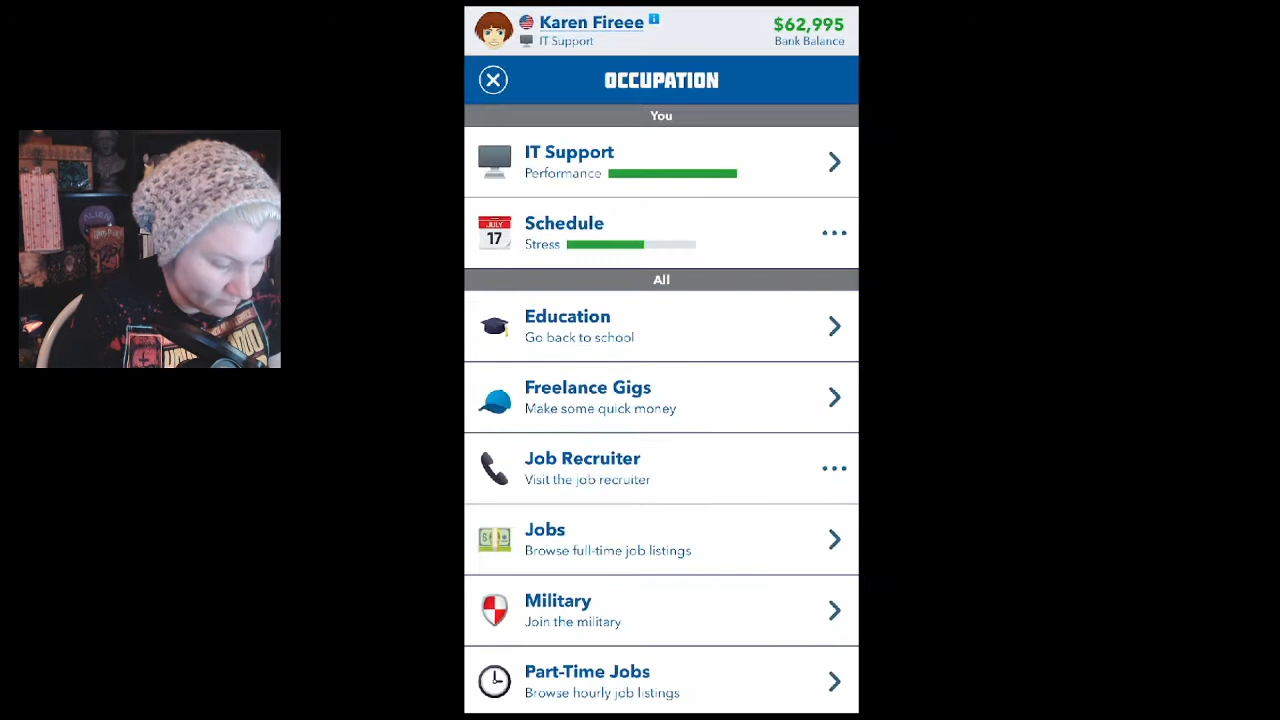 Karen Fireee
IT Support
$62,995
Bank Balance
OCCUPATION
You
IT Support
Performance
JULY
17
Schedule
Stress
All
Education
Go back to school
Freelance Gigs
Make some quick money
Job Recruiter
Visit the job recruiter
Jobs
Browse full-time job listings
Military
Join the military
Part-Time Jobs
Browse hourly job listings
ALIEN